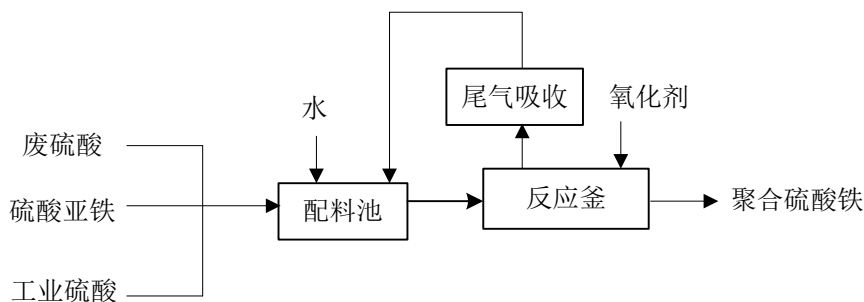 尾气吸收
氧化剂
水
废硫酸
硫酸亚铁
配料池
反应釜
聚合硫酸铁
工业硫酸